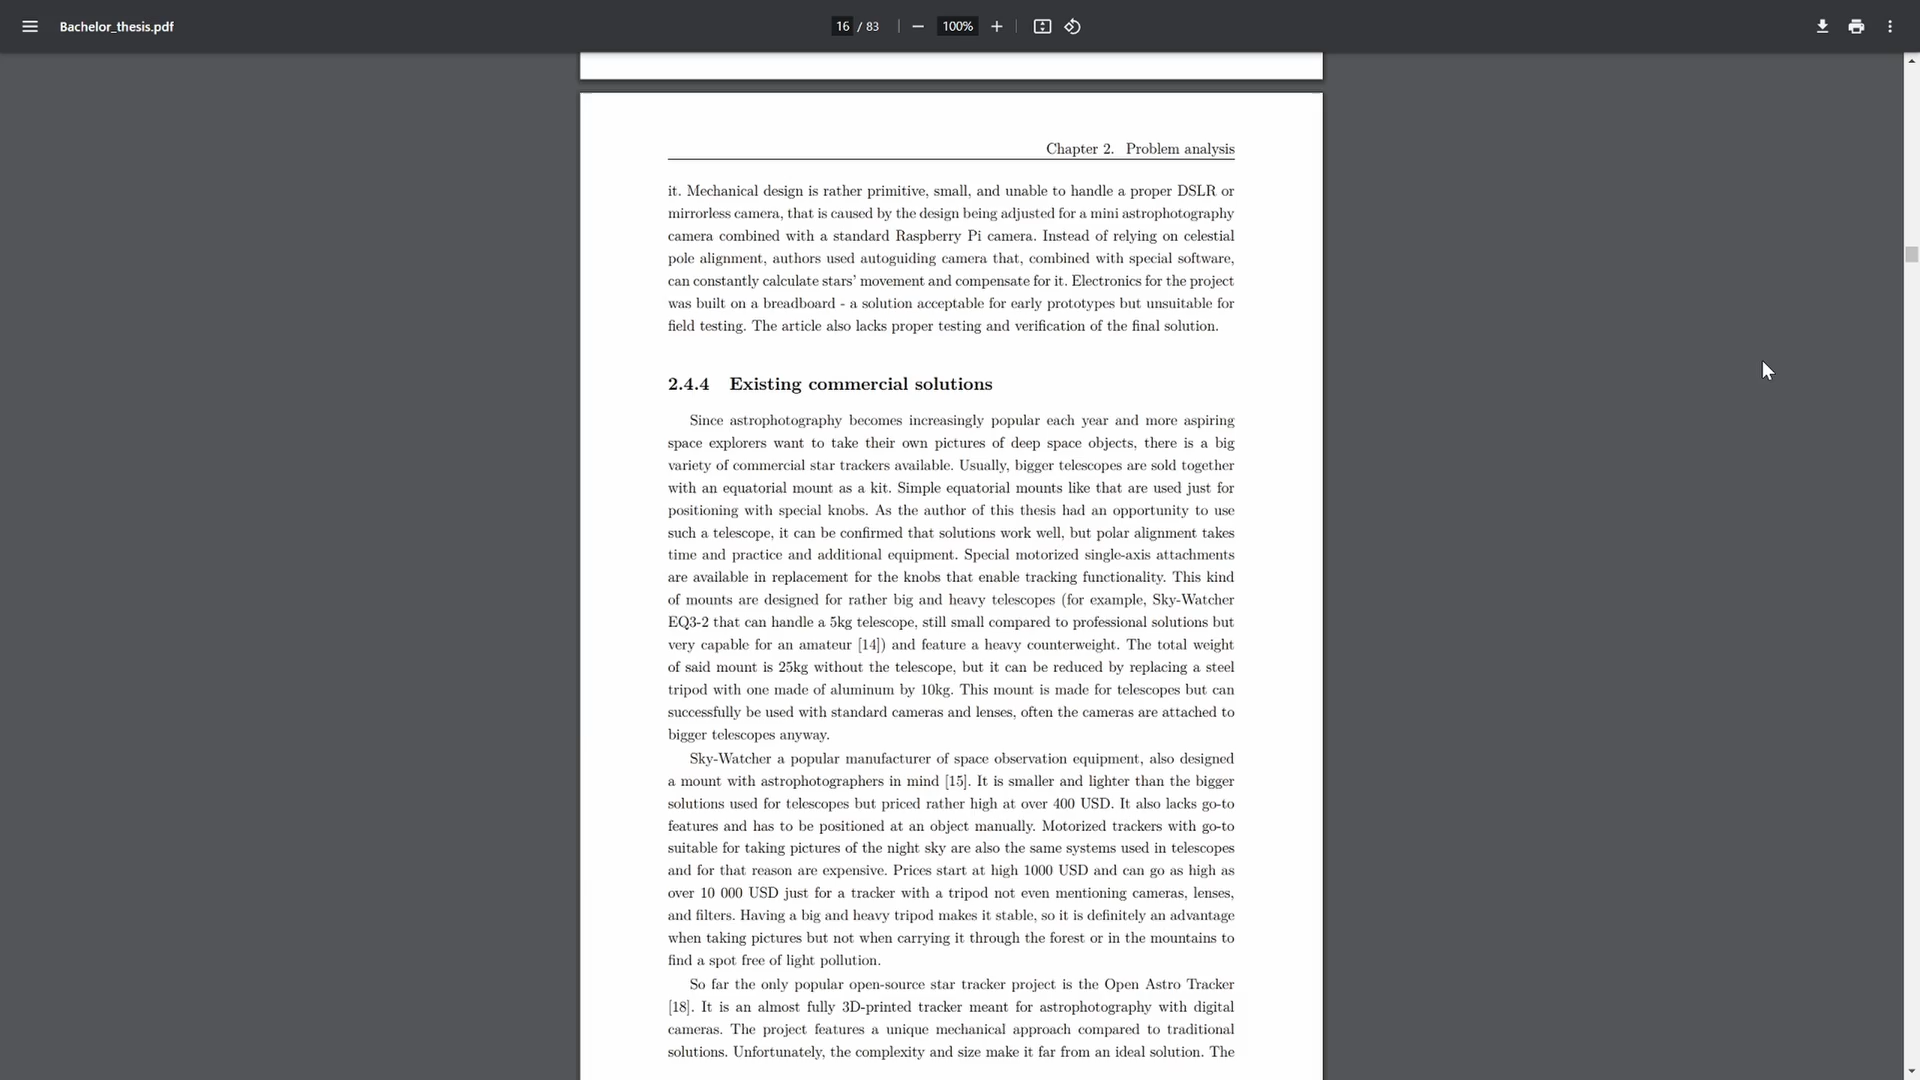 Bachelor_thesis.pdf
16 / 83
100%
Chapter 2. Problem analysis
it. Mechanical design is rather primitive, small, and unable to handle a proper DSLR or
mirrorless camera, that is caused by the design being adjusted for a mini astrophotography
camera combined with a standard Raspberry Pi camera. Instead of relying on celestial
pole alignment, authors used autoguiding camera that, combined with special software,
can constantly calculate stars' movement and compensate for it. Electronics for the project
was built on a breadboard - a solution acceptable for early prototypes but unsuitable for
field testing. The article also lacks proper testing and verification of the final solution.
2.4.4 Existing commercial solutions
Since astrophotography becomes increasingly popular each year and more aspiring
space explorers want to take their own pictures of deep space objects, there is a big
variety of commercial star trackers available. Usually, bigger telescopes are sold together
with an equatorial mount as a kit. Simple equatorial mounts like that are used just for
positioning with special knobs. As the author of this thesis had an opportunity to use
such a telescope, it can be confirmed that solutions work well, but polar alignment takes
time and practice and additional equipment. Special motorized single-axis attachments
are available in replacement for the knobs that enable tracking functionality. This kind
of mounts are designed for rather big and heavy telescopes (for example, Sky-Watcher
EQ3-2 that can handle a 5kg telescope, still small compared to professional solutions but
very capable for an amateur [14]) and feature a heavy counterweight. The total weight
of said mount is 25kg without the telescope, but it can be reduced by replacing a steel
tripod with one made of aluminum by 10kg. This mount is made for telescopes but can
successfully be used with standard cameras and lenses, often the cameras are attached to
bigger telescopes anyway.
Sky-Watcher a popular manufacturer of space observation equipment, also designed
a mount with astrophotographers in mind [15]. It is smaller and lighter than the bigger
solutions used for telescopes but priced rather high at over 400 USD. It also lacks go-to
features and has to be positioned at an object manually. Motorized trackers with go-to
suitable for taking pictures of the night sky are also the same systems used in telescopes
and for that reason are expensive. Prices start at high 1000 USD and can go as high as
over 10 000 USD just for a tracker with a tripod not even mentioning cameras, lenses,
and filters. Having a big and heavy tripod makes it stable, so it is definitely an advantage
when taking pictures but not when carrying it through the forest or in the mountains to
find a spot free of light pollution.
So far the only popular open-source star tracker project is the Open Astro Tracker
[18]. It is an almost fully 3D-printed tracker meant for astrophotography with digital
cameras. The project features a unique mechanical approach compared to traditional
solutions. Unfortunately, the complexity and size make it far from an ideal solution. The